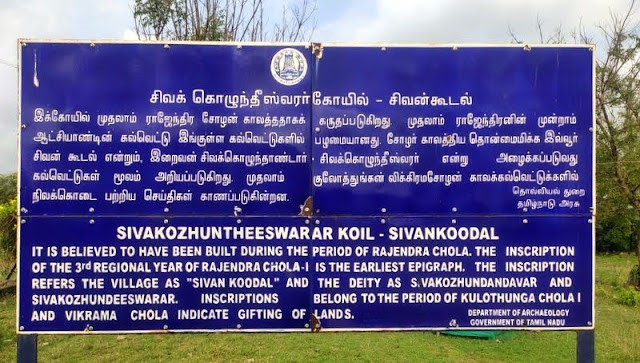 சிவக் கொழுந்தீஸ்வரர்கோயில் - சிவன்கூடல்
இக்கோயில் முதலாம் ராஜேந்திர சோழன் காலத்ததாகக் கருதப்படுகிறது. முதலாம் ராஜேந்திரனின் மூன்றாம்
ஆட்சியாண்டின் கல்வெட்டு இங்குள்ள கல்வெட்டுகளில் பழமையானது. சோழர் காலத்திய தொன்மைமிக்க இவ்வூர்
சிவன் கூடல் என்றும், இறைவன் சிவக்கொழுந்தாண்டார் சிவக்கொழுந்தீஸ்வரர் என்று அழைக்கப்படுவது
கல்வெட்டுகள் மூலம் அறியப்படுகிறது. முதலாம் குலோத்துங்கன் விக்கிரமசோழன் காலக்கல்வெட்டுக்களில்
நிலக்கொடை பற்றிய செய்திகள் காணப்படுகின்றன.
தொல்லியல் துறை
தமிழ்நாடு அரசு
SIVAKOZHUNTHEESWARAR KOIL - SIVANKOODAL
IT IS BELIEVED TO HAVE BEEN BUILT DURING THE PERIOD OF RAJENDRA CHOLA. THE INSCRIPTION
OF THE 3rd REGIONAL YEAR OF RAJENDRA CHOLA-I IS THE EARLIEST EPIGRAPH. THE INSCRIPTION
REFERS THE VILLAGE AS "SIVAN KOODAL" AND THE DEITY AS SIVAKOZHUNDANDAVAR AND
SIVAKOZHUNDEESWARAR. INSCRIPTIONS BELONG TO THE PERIOD OF KULOTHUNGA CHOLA I
AND VIKRAMA CHOLA INDICATE GIFTING OF LANDS.
DEPARTMENT OF ARCHAEOLOGY
GOVERNMENT OF TAMIL NADU